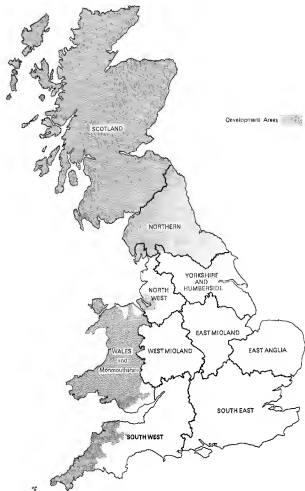 SCOTLAND
Development Areas
NORTHERN
YORKSHIRE
AND
HUMBERSIDE
NORTH
WEST
WALES
and
Monmouthshire
WEST MIDLAND
EAST MIDLAND
EAST ANGLIA
SOUTH EAST
SOUTH WEST